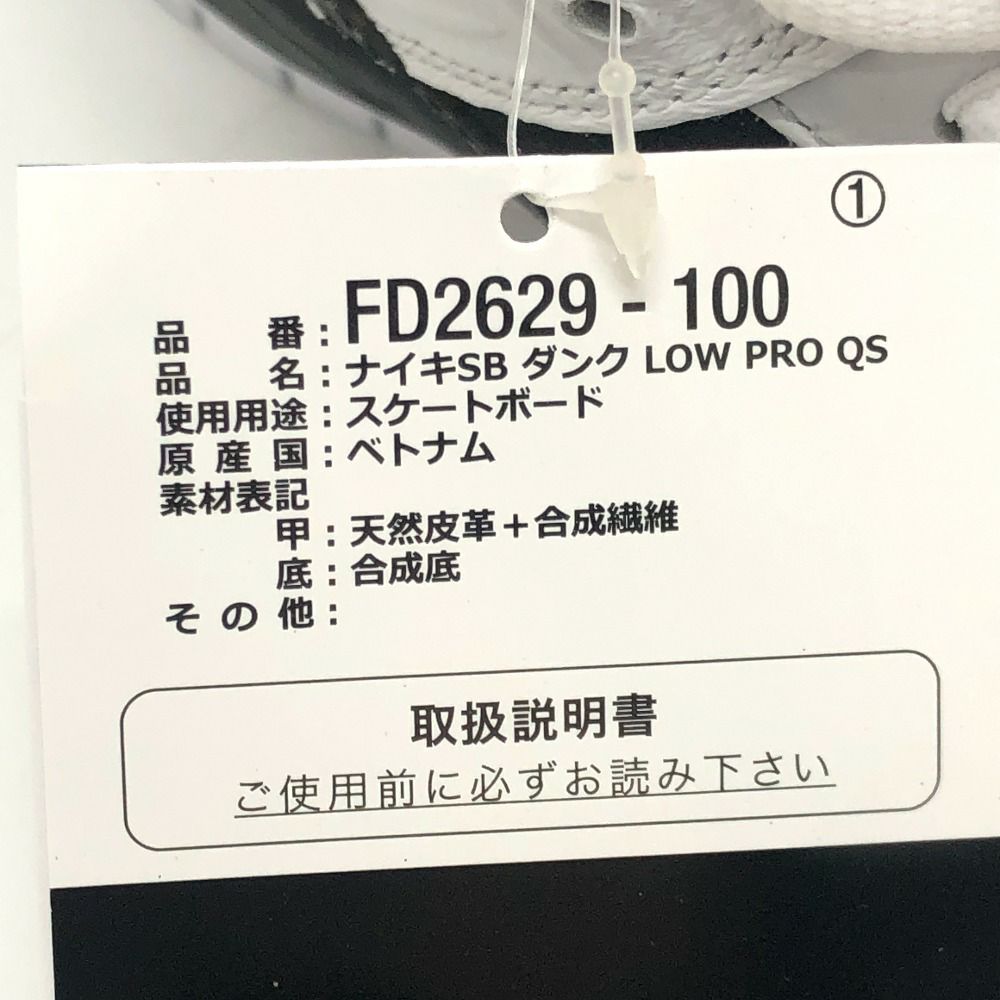 ①
品番:FD2629-100
品名:ナイキSB ダンク LOW PRO QS
使用用途:スケートボード
原産国:ベトナム
素材表記
甲:天然皮革+合成繊維
底:合成底
その他:
取扱説明書
ご使用前に必ずお読み下さい